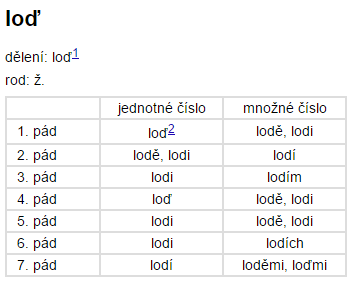 loď
dělení: loď1
rod: ž.
jednotné číslo množné číslo
1. pád loď2 lodě, lodi
2. pád lodě, lodi lodí
3. pád lodi lodím
4. pád loď lodě, lodi
5. pád lodi lodě, lodi
6. pád lodi lodích
7. pád lodí loděmi, loďmi